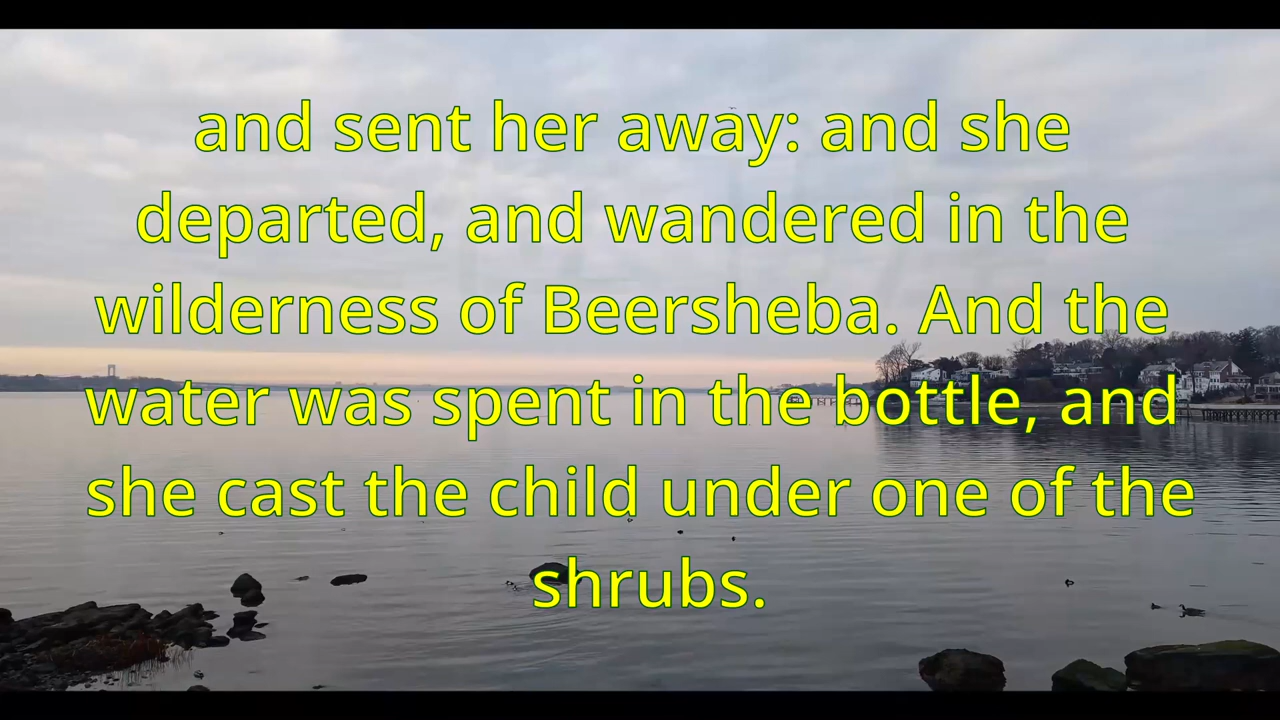 and sent her away: and she
departed, and wandered in the
wilderness of Beersheba. And the
water was spent in the bottle, and
she cast the child under one of the
shrubs.